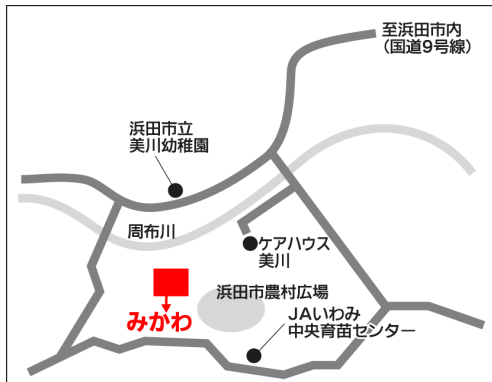 至浜田市内
（国道9号線）
浜田市立
美川幼稚園
周布川
ケアハウス
美川
浜田市農村広場
みかわ
JAいわみ
中央育苗センター